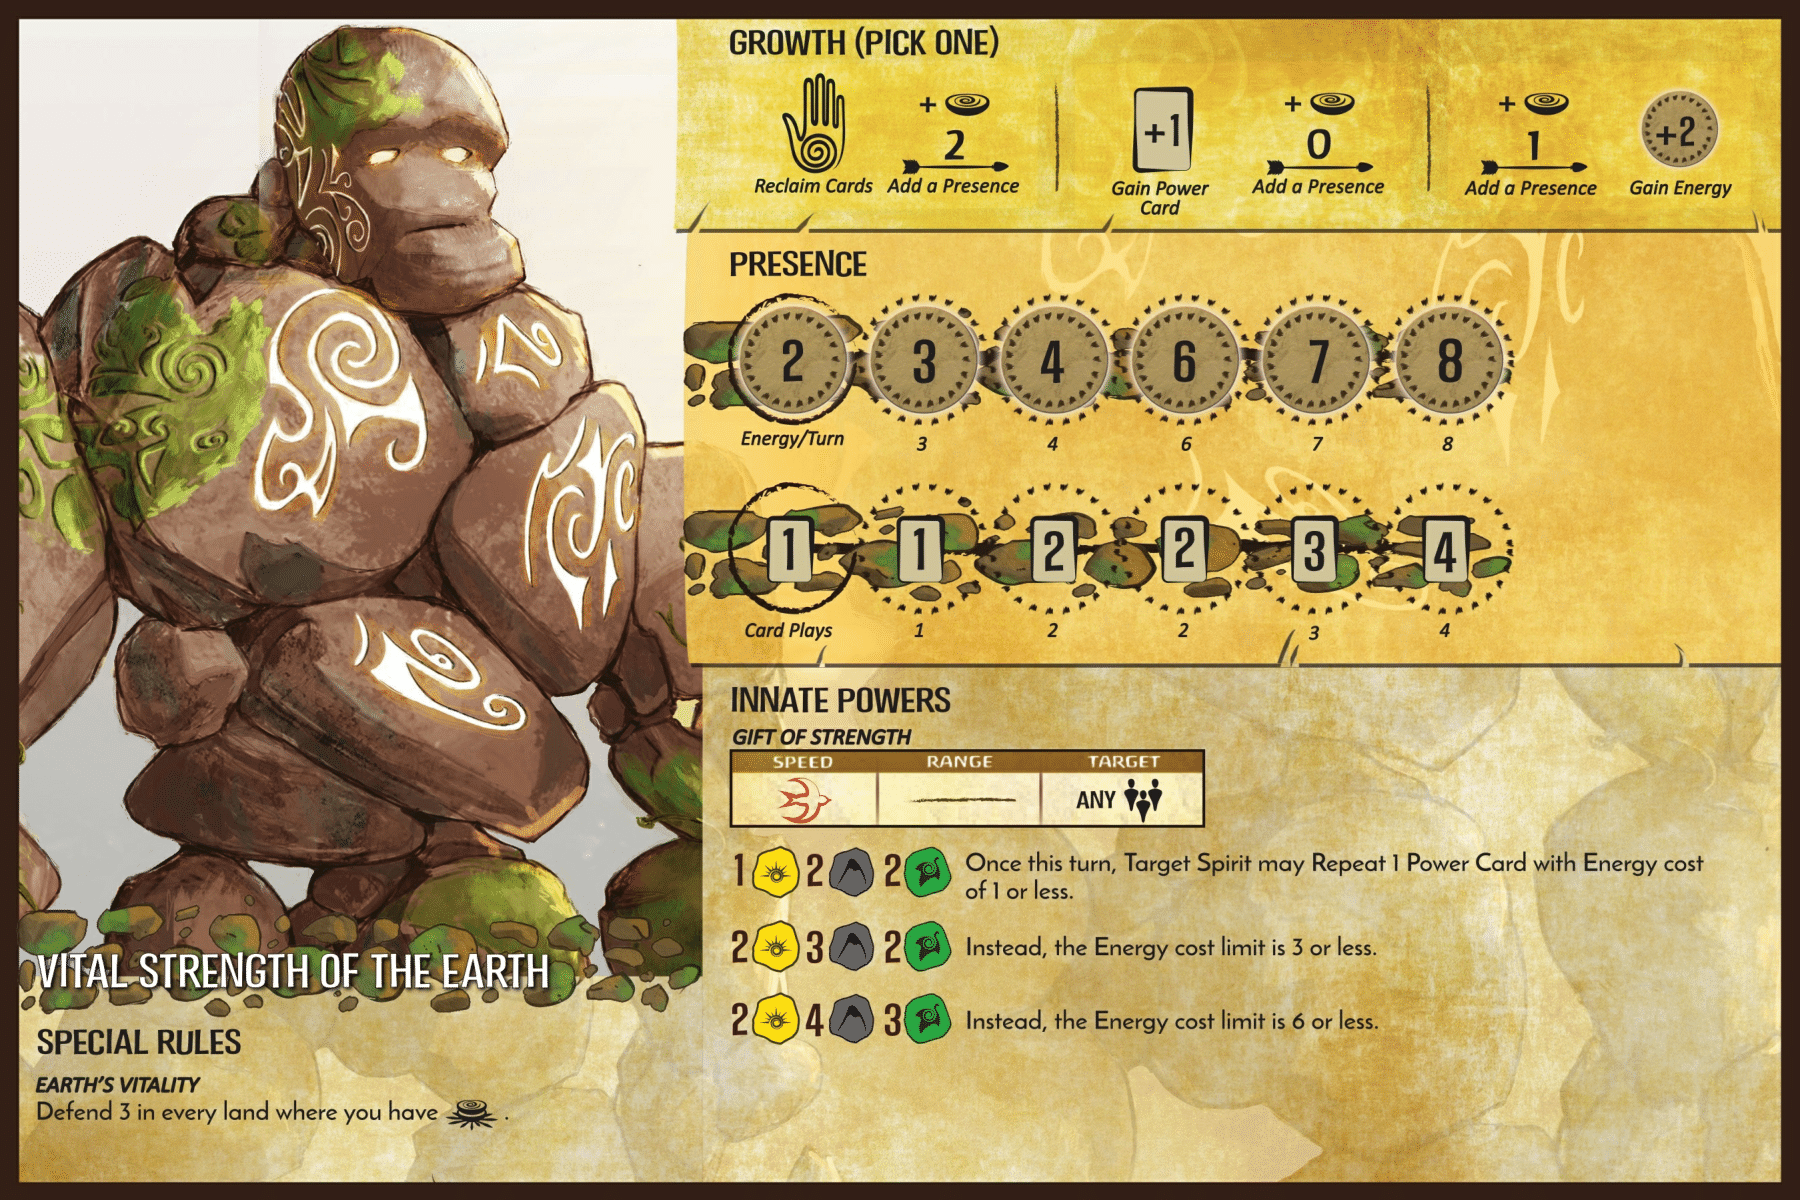 GROWTH (PICK ONE)
+ + + +
+1 2 0 1 +2
Reclaim Cards Add a Presence Gain Power Card Add a Presence Add a Presence Gain Energy
PRESENCE
2 3 4 6 7 8
Energy/Turn 3 4 6 7 8
1 1 2 2 3 4
Card Plays 1 2 2 3 4
INNATE POWERS
GIFT OF STRENGTH
SPEED RANGE TARGET
ANY
1 2 2 Once this turn, Target Spirit may Repeat 1 Power Card with Energy cost
of 1 or less.
2 3 2 Instead, the Energy cost limit is 3 or less.
2 4 3 Instead, the Energy cost limit is 6 or less.
VITAL STRENGTH OF THE EARTH
SPECIAL RULES
EARTH'S VITALITY
Defend 3 in every land where you have .